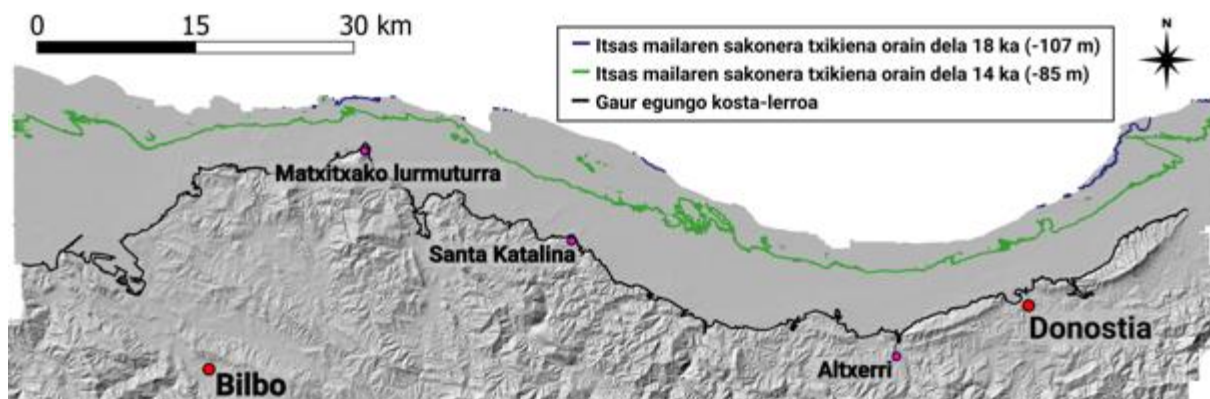 0 15 30 km
N
Itsas mailaren sakonera txikiena orain dela 18 ka (-107 m)
Itsas mailaren sakonera txikiena orain dela 14 ka (-85 m)
Gaur egungo kosta-lerroa
Matxitxako lurmuturra
Santa Katalina
Donostia
Altxerri
Bilbo